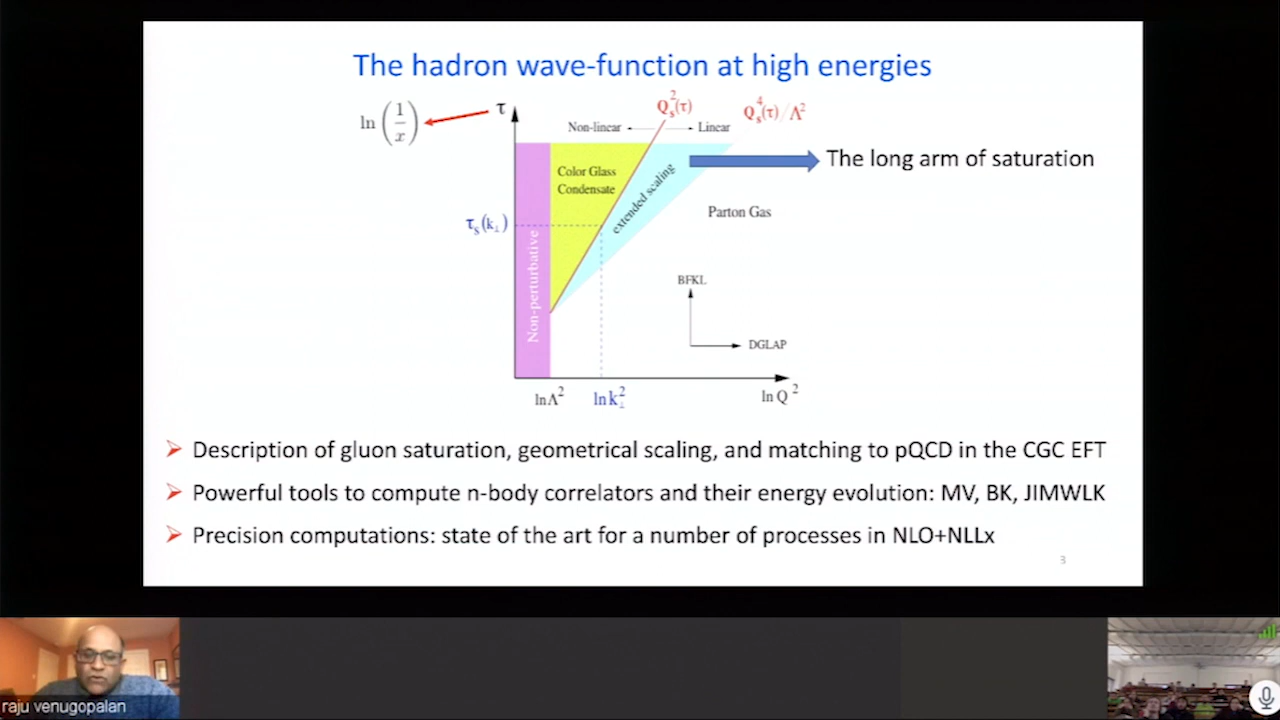 The hadron wave-function at high energies
ln(1/x)
τ
Q_s^2(τ)
Q_s^4(τ)/Λ^2
Non-linear
Linear
Color Glass
Condensate
extended scaling
The long arm of saturation
Parton Gas
τ_s(k_⊥)
Non-perturbative
BFKL
DGLAP
lnΛ^2
lnk_⊥^2
ln Q^2
Description of gluon saturation, geometrical scaling, and matching to pQCD in the CGC EFT
Powerful tools to compute n-body correlators and their energy evolution: MV, BK, JIMWLK
Precision computations: state of the art for a number of processes in NLO+NLLx
3
raju venugopalan